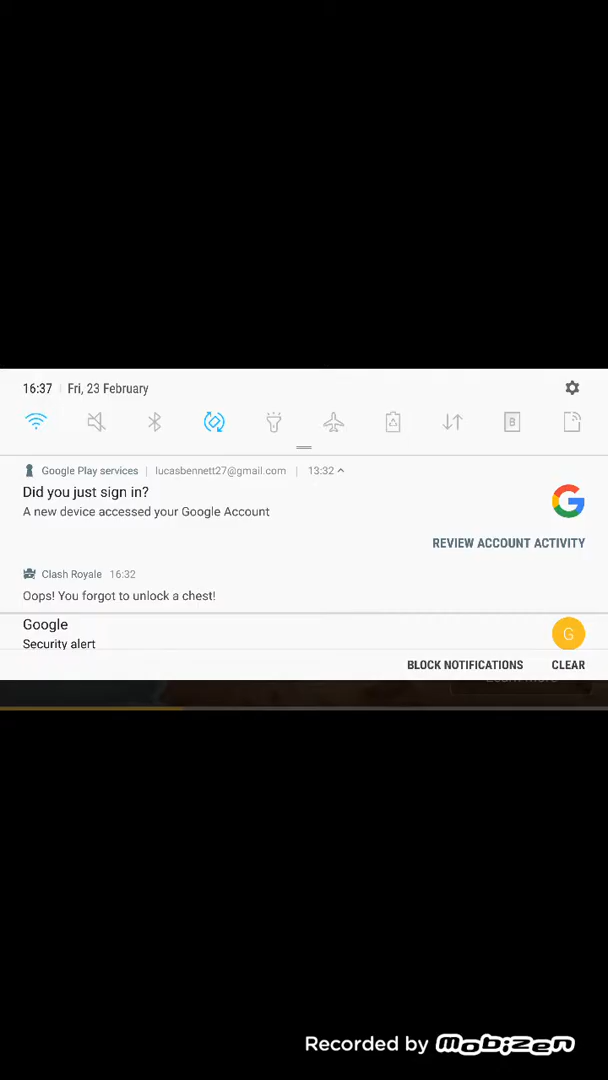 16:37 | Fri, 23 February
Google Play services | lucasbennett27@gmail.com | 13:32
Did you just sign in?
A new device accessed your Google Account
REVIEW ACCOUNT ACTIVITY
Clash Royale 16:32
Oops! You forgot to unlock a chest!
Google
G
Security alert
BLOCK NOTIFICATIONS CLEAR
Learn More
Recorded by mobizen